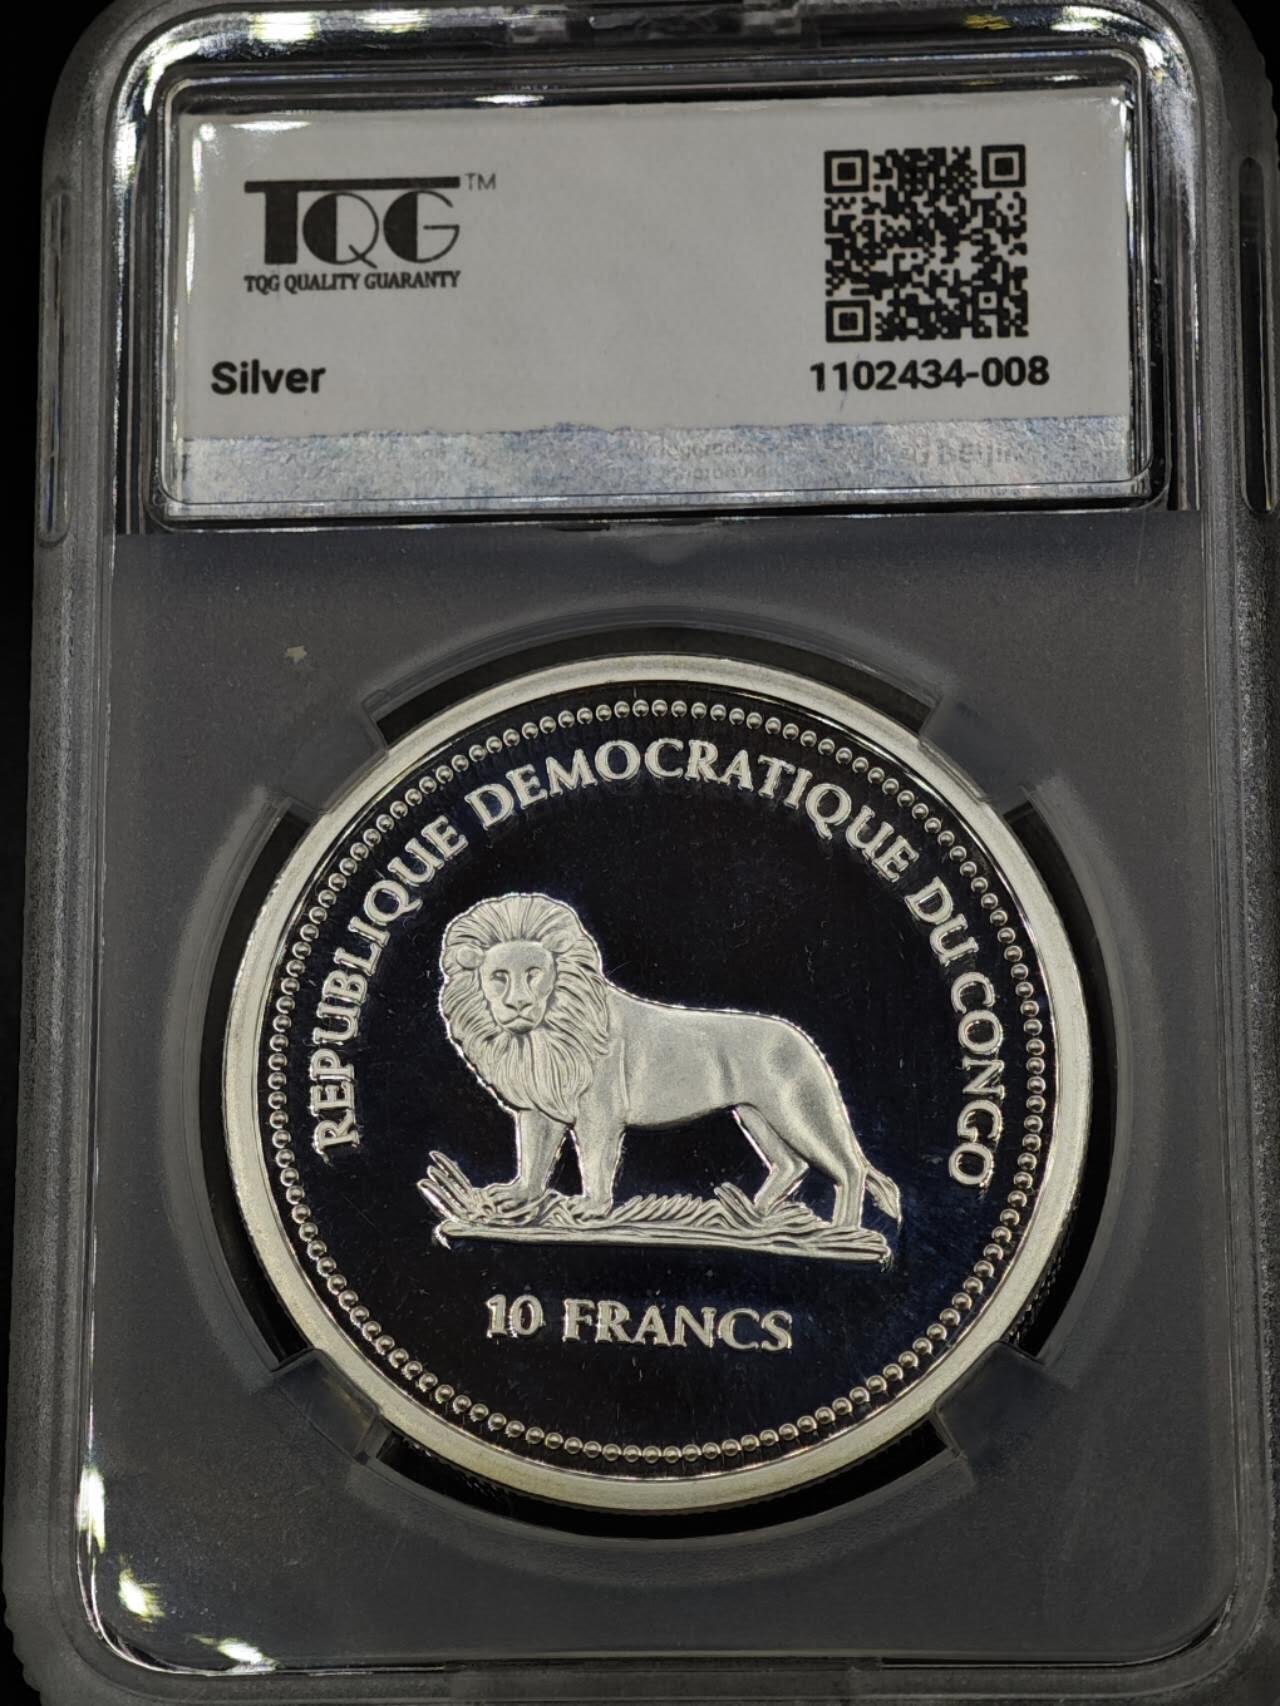 TQG™
TQG QUALITY GUARANTY
Silver
1102434-008
REPUBLIQUE DEMOCRATIQUE DU CONGO
10 FRANCS